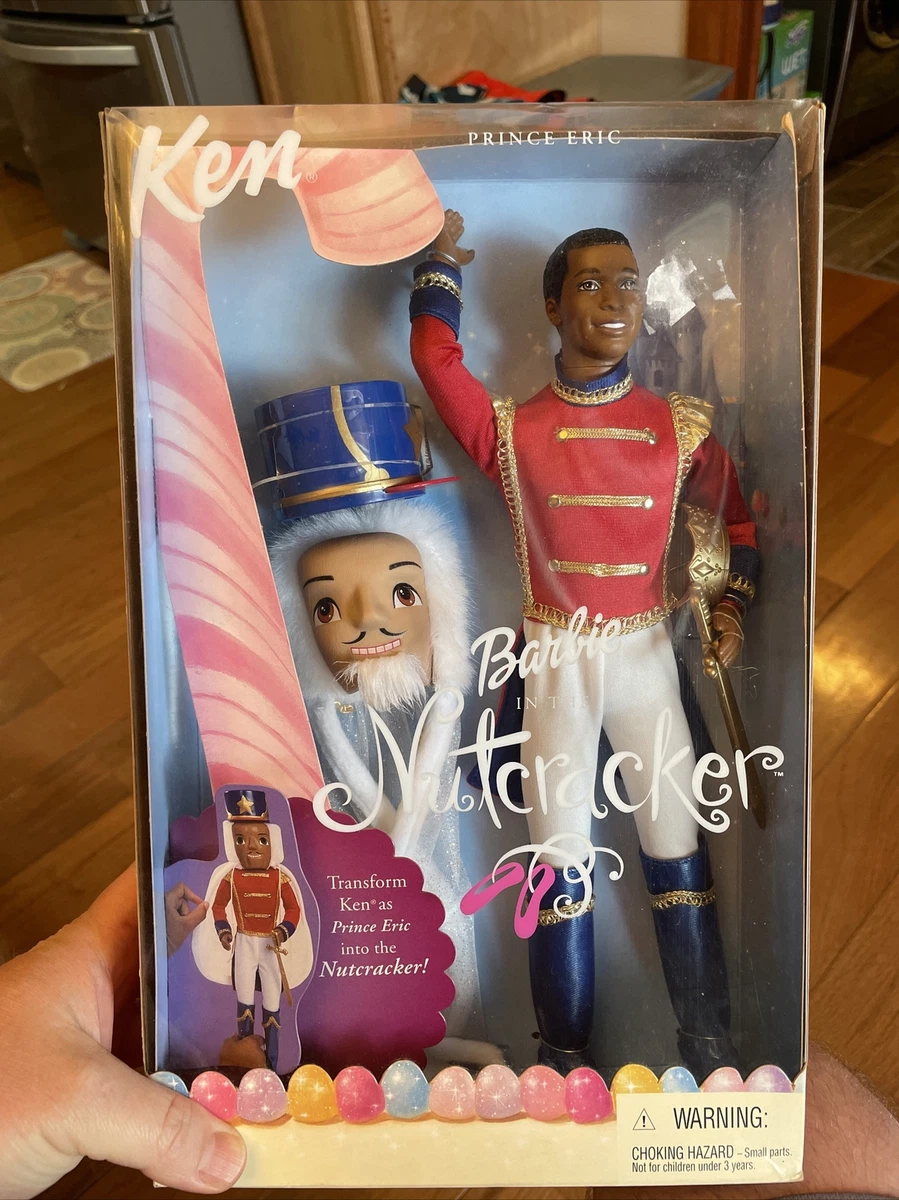 Ken®
PRINCE ERIC
Barbie
IN THE
Nutcracker™
Transform
Ken® as
Prince Eric
into the
Nutcracker!
WARNING:
CHOKING HAZARD – Small parts.
Not for children under 3 years.